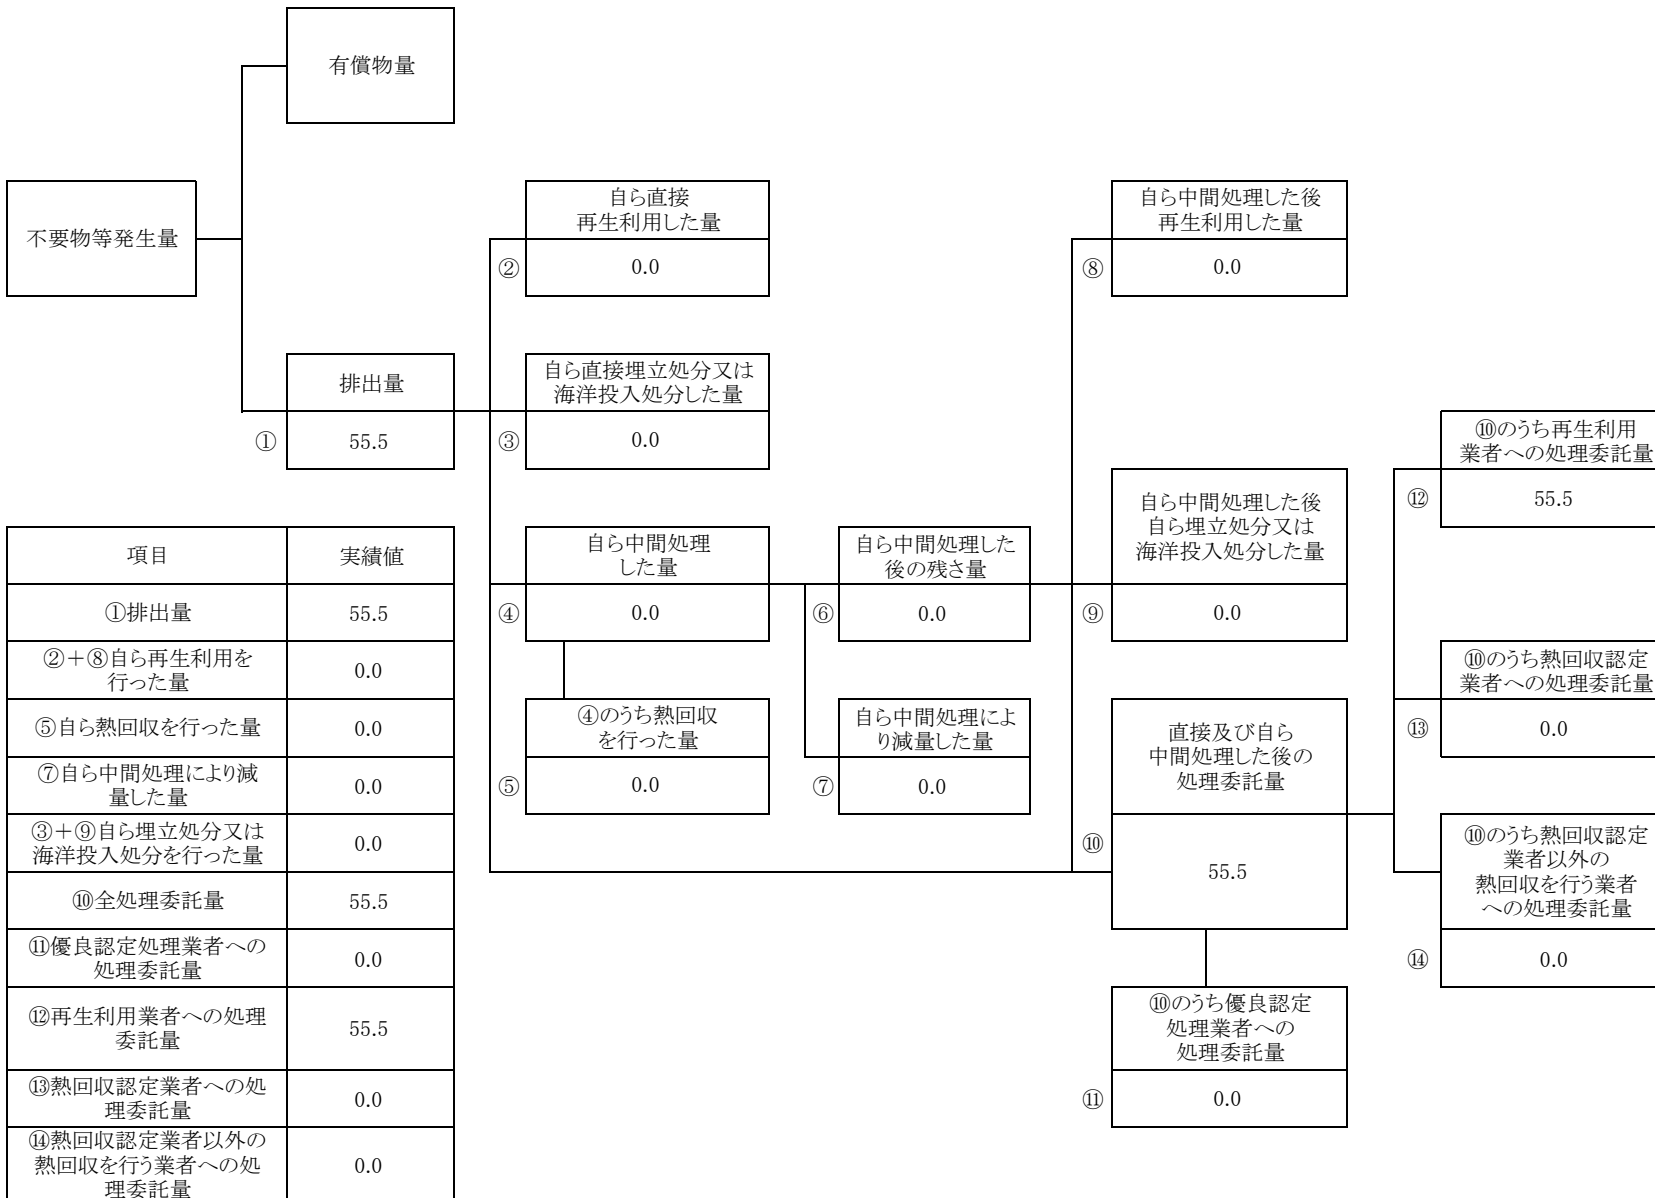 有償物量
不要物等発生量
自ら直接
再生利用した量
②
0.0
自ら中間処理した後
再生利用した量
⑧
0.0
排出量
①
55.5
自ら直接埋立処分又は
海洋投入処分した量
③
0.0
⑩のうち再生利用
業者への処理委託量
⑫
55.5
自ら中間処理
した量
④
0.0
自ら中間処理した
後の残さ量
⑥
0.0
自ら中間処理した後
自ら埋立処分又は
海洋投入処分した量
⑨
0.0
⑩のうち熱回収認定
業者への処理委託量
⑬
0.0
④のうち熱回収
を行った量
⑤
0.0
自ら中間処理によ
り減量した量
⑦
0.0
直接及び自ら
中間処理した後の
処理委託量
⑩
55.5
⑩のうち熱回収認定
業者以外の
熱回収を行う業者
への処理委託量
⑭
0.0
⑩のうち優良認定
処理業者への
処理委託量
⑪
0.0
項目 実績値
①排出量 55.5
②+⑧自ら再生利用を
行った量
0.0
⑤自ら熱回収を行った量 0.0
⑦自ら中間処理により減
量した量
0.0
③+⑨自ら埋立処分又は
海洋投入処分を行った量
0.0
⑩全処理委託量 55.5
⑪優良認定処理業者への
処理委託量
0.0
⑫再生利用業者への処理
委託量
55.5
⑬熱回収認定業者への処
理委託量
0.0
⑭熱回収認定業者以外の
熱回収を行う業者への処
理委託量
0.0